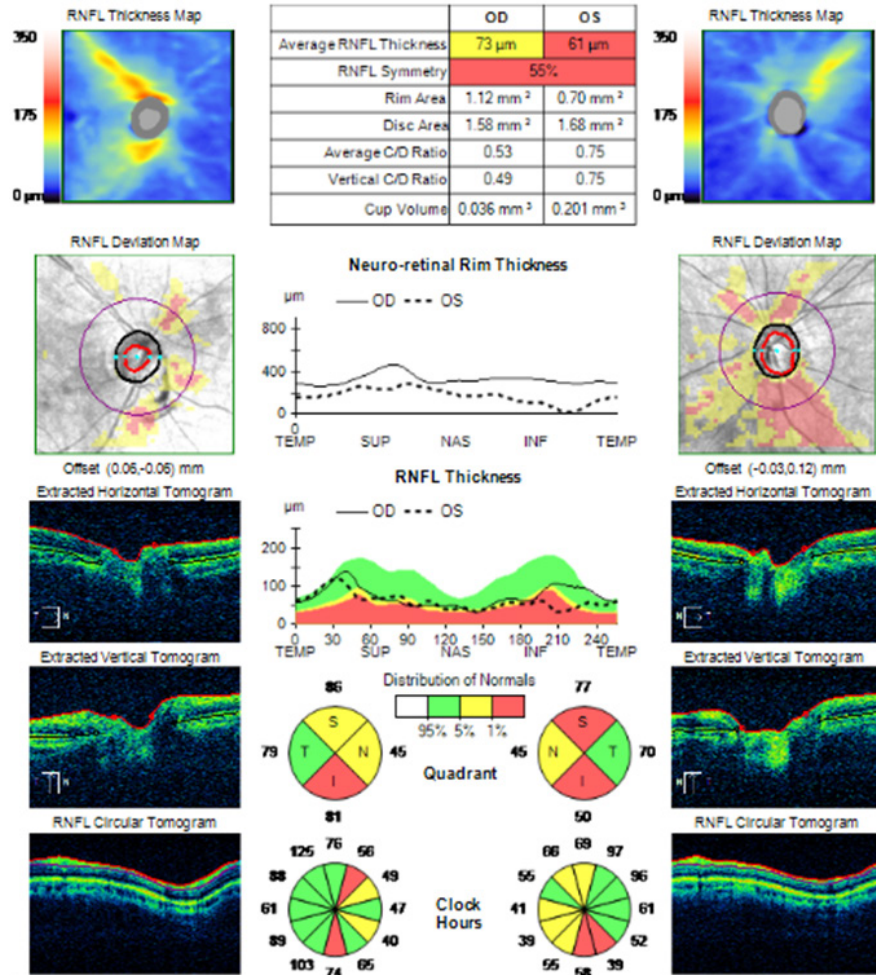 RNFL Thickness Map
350
175
0 µm
OD OS
Average RNFL Thickness 73 µm 61 µm
RNFL Symmetry 55%
Rim Area 1.12 mm² 0.70 mm²
Disc Area 1.58 mm² 1.68 mm²
Average C/D Ratio 0.53 0.75
Vertical C/D Ratio 0.49 0.75
Cup Volume 0.036 mm³ 0.201 mm³
RNFL Thickness Map
350
175
0 µm
RNFL Deviation Map
Offset (0.06,-0.06) mm
Neuro-retinal Rim Thickness
µm OD OS
800
400
0
0
TEMP SUP NAS INF TEMP
RNFL Deviation Map
Offset (-0.03,0.12) mm
Extracted Horizontal Tomogram
RNFL Thickness
µm OD OS
200
100
0
0 30 60 90 120 150 180 210 240
TEMP SUP NAS INF TEMP
Extracted Horizontal Tomogram
Extracted Vertical Tomogram
Distribution of Normals
95% 5% 1%
Extracted Vertical Tomogram
86
S
79 T N 45
I
81
Quadrant
77
S
45 N T 70
I
50
RNFL Circular Tomogram
76
125 56
88 49
61 47
89 40
103 65
74
Clock
Hours
69
66 97
55 96
41 61
39 52
55 39
58
RNFL Circular Tomogram